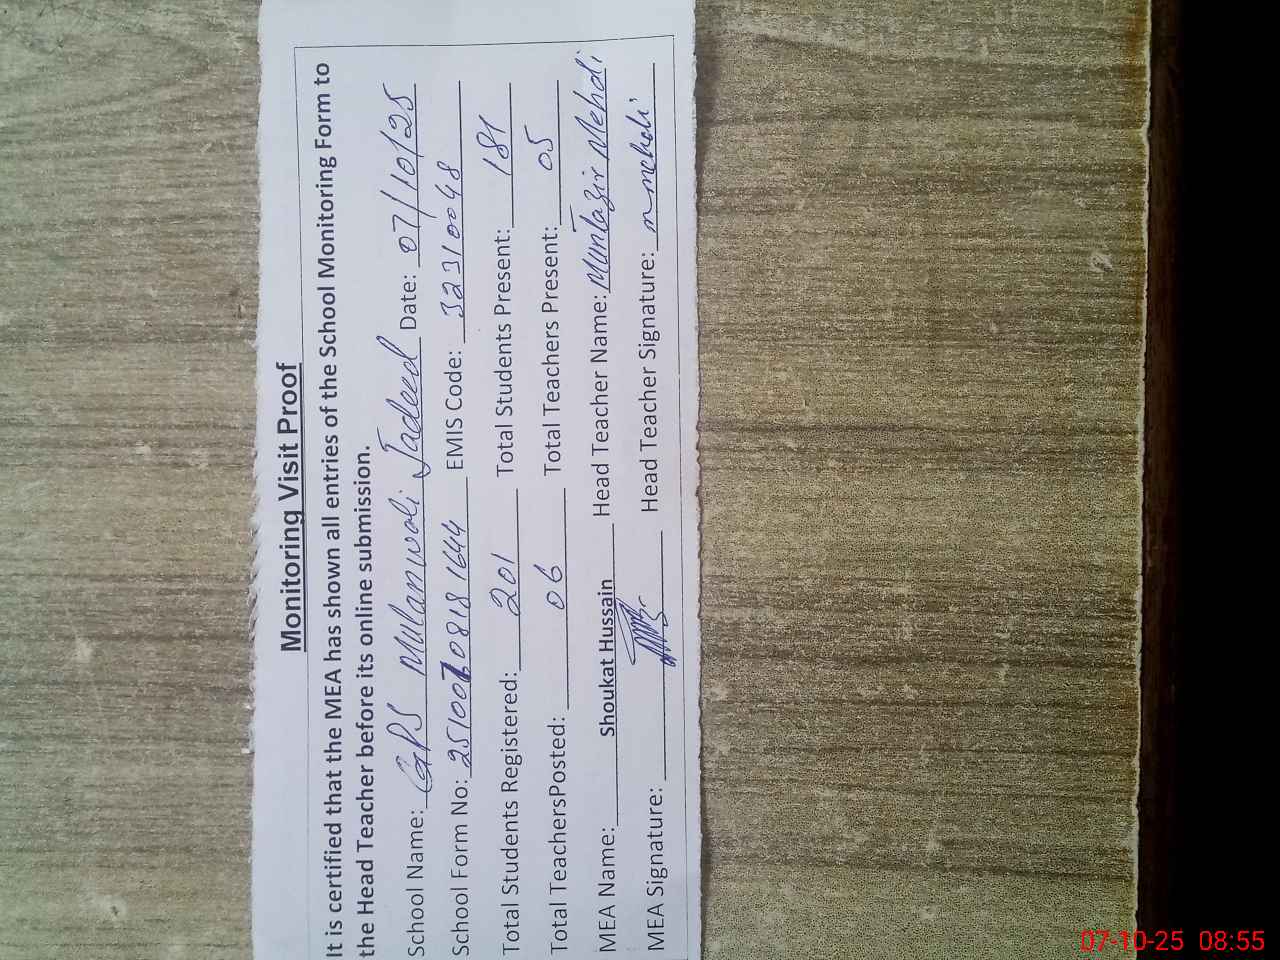 Monitoring Visit Proof
It is certified that the MEA has shown all entries of the School Monitoring Form to
the Head Teacher before its online submission.
School Name: GPS Mulanwali Jadeed Date: 07/10/25
School Form No: 25100708181644 EMIS Code: 32310048
Total Students Registered: 201 Total Students Present: 181
Total TeachersPosted: 06 Total Teachers Present: 05
MEA Name: Shoukat Hussain Head Teacher Name: Muntazir Mehdi
MEA Signature: Head Teacher Signature: mmehdi
07-10-25 08:55